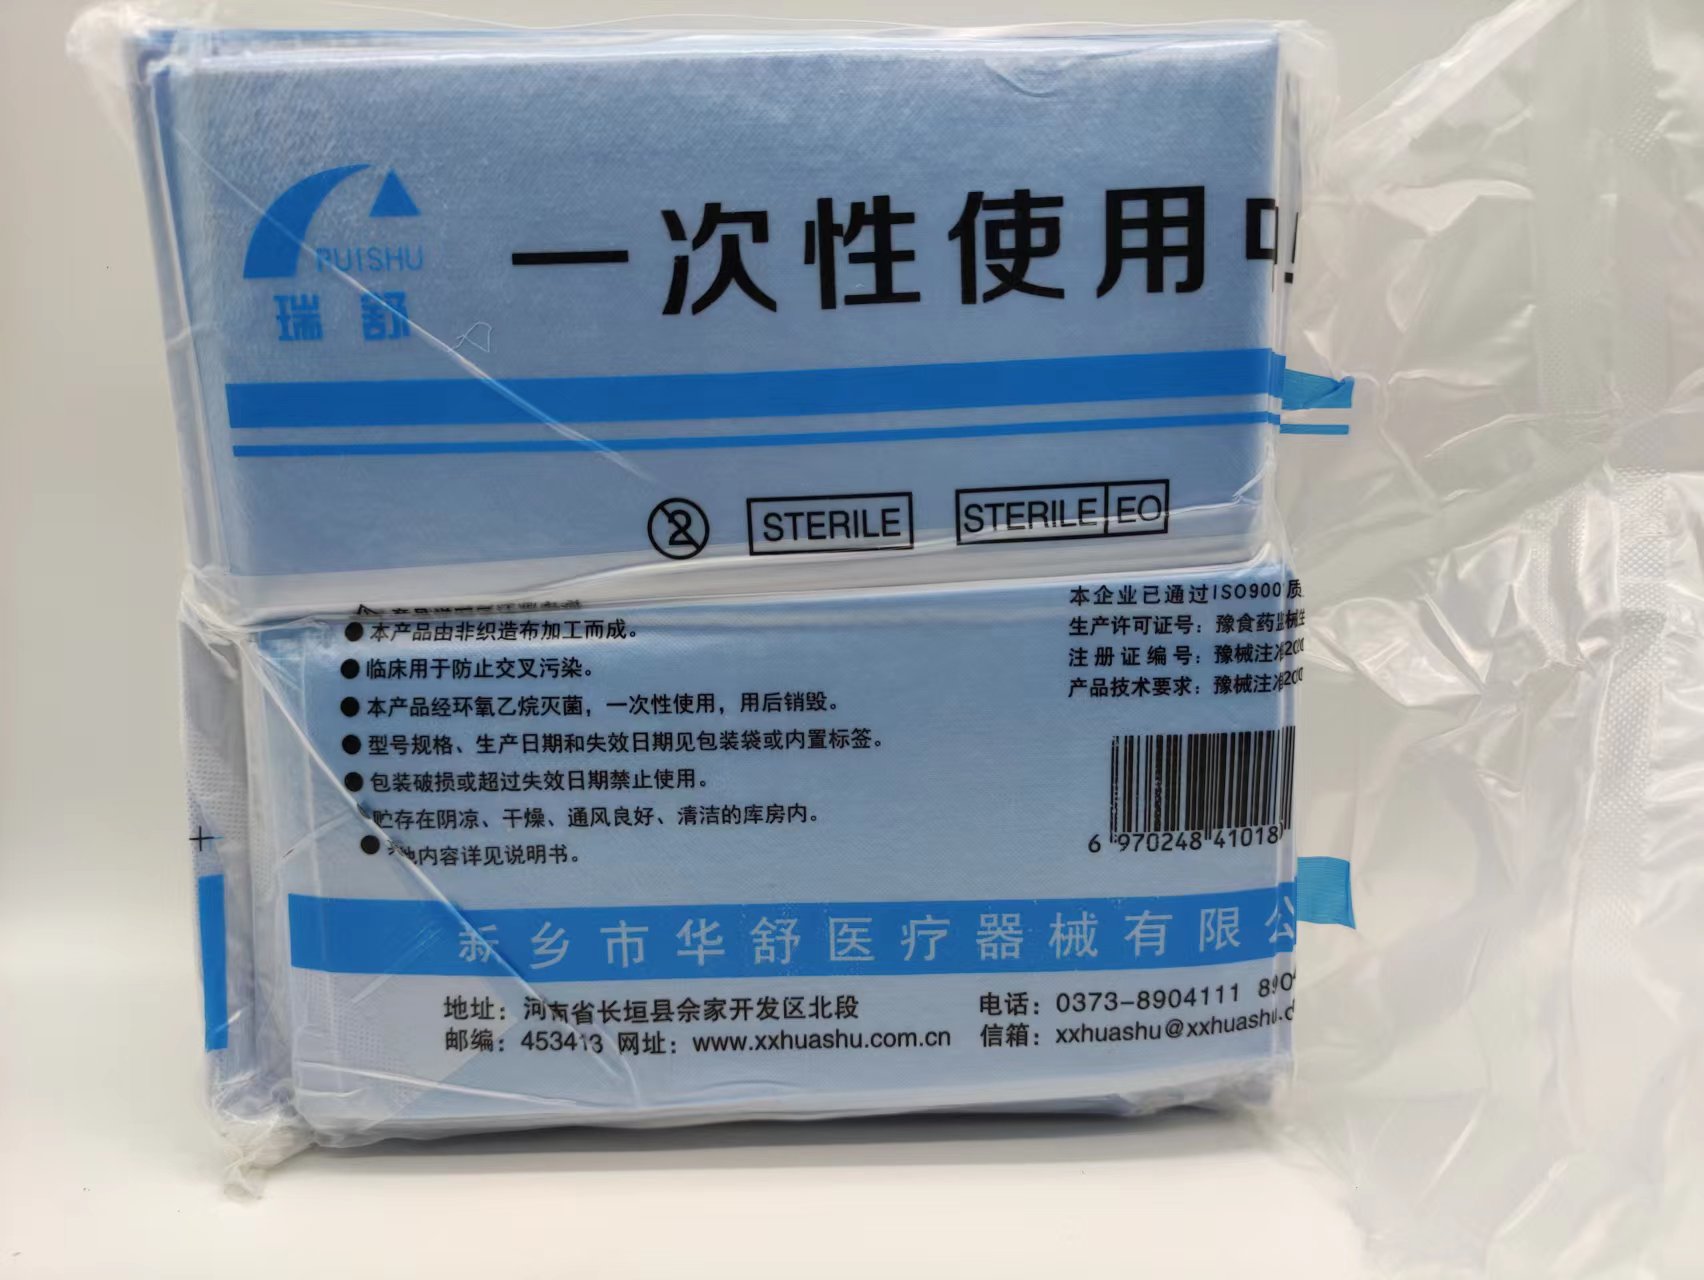 RUISHU
瑞舒
一次性使用
2
STERILE
STERILE EO
本产品由非织造布加工而成。
临床用于防止交叉污染。
本产品经环氧乙烷灭菌，一次性使用，用后销毁。
型号规格、生产日期和失效日期见包装袋或内置标签。
包装破损或超过失效日期禁止使用。
贮存在阴凉、干燥、通风良好、清洁的库房内。
内容详见说明书。
本企业已通过ISO900
生产许可证号：豫食药监械
注册证编号：豫械注准20
产品技术要求：豫械注准20
6 970248 41018
新乡市华舒医疗器械有限公
地址：河南省长垣县佘家开发区北段
邮编：453413 网址：www.xxhuashu.com.cn
电话：0373-8904111 890
信箱：xxhuashu@xxhuashu.c